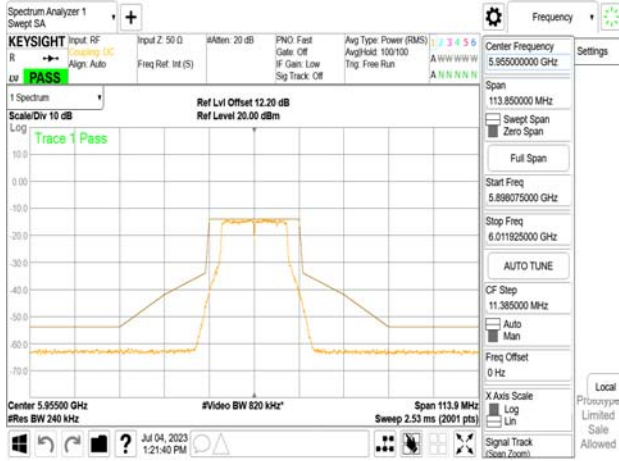 Spectrum Analyzer 1
Swept SA
+
Frequency
KEYSIGHT
R
LV PASS
Input: RF
Coupling: DC
Align: Auto
Input Z: 50 Ω
Freq Ref: Int (S)
#Atten: 20 dB
PNO: Fast
Gate: Off
IF Gain: Low
Sig Track: Off
Avg Type: Power (RMS)
Avg|Hold: 100/100
Trig: Free Run
1 2 3 4 5 6
A W W W W W
A N N N N N
1 Spectrum
Scale/Div 10 dB
Ref Lvl Offset 12.20 dB
Ref Level 20.00 dBm
Log
Trace 1 Pass
10.0
0.00
-10.0
-20.0
-30.0
-40.0
-50.0
-60.0
-70.0
Center 5.95500 GHz
#Res BW 240 kHz
#Video BW 820 kHz*
Span 113.9 MHz
Sweep 2.53 ms (2001 pts)
Jul 04, 2023
1:21:40 PM
?
Center Frequency
5.955000000 GHz
Settings
Span
113.850000 MHz
Swept Span
Zero Span
Full Span
Start Freq
5.898075000 GHz
Stop Freq
6.011925000 GHz
AUTO TUNE
CF Step
11.385000 MHz
Auto
Man
Freq Offset
0 Hz
X Axis Scale
Log
Lin
Signal Track
(Span Zoom)
Local
Prototype
Limited
Sale
Allowed